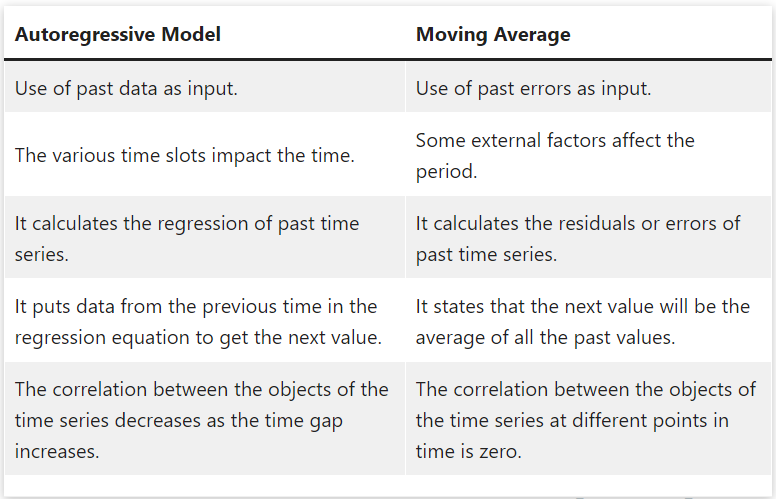 Autoregressive Model
Moving Average
Use of past data as input.
Use of past errors as input.
The various time slots impact the time.
Some external factors affect the
period.
It calculates the regression of past time
series.
It calculates the residuals or errors of
past time series.
It puts data from the previous time in the
regression equation to get the next value.
It states that the next value will be the
average of all the past values.
The correlation between the objects of the
time series decreases as the time gap
increases.
The correlation between the objects of
the time series at different points in
time is zero.